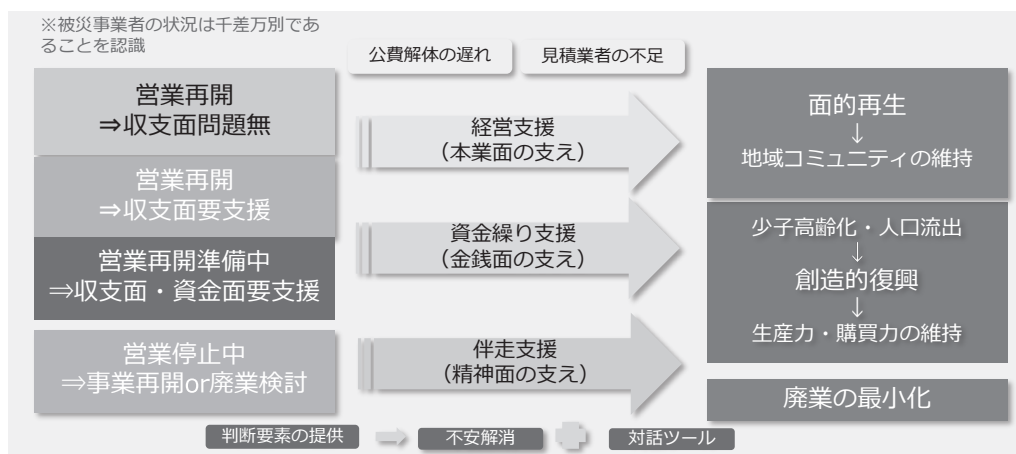 ※被災事業者の状況は千差万別であ
ることを認識
公費解体の遅れ
見積業者の不足
営業再開
⇒収支面問題無
営業再開
⇒収支面要支援
営業再開準備中
⇒収支面・資金面要支援
営業停止中
⇒事業再開or廃業検討
経営支援
（本業面の支え）
資金繰り支援
（金銭面の支え）
伴走支援
（精神面の支え）
面的再生
↓
地域コミュニティの維持
少子高齢化・人口流出
↓
創造的復興
↓
生産力・購買力の維持
廃業の最小化
判断要素の提供
不安解消
対話ツール